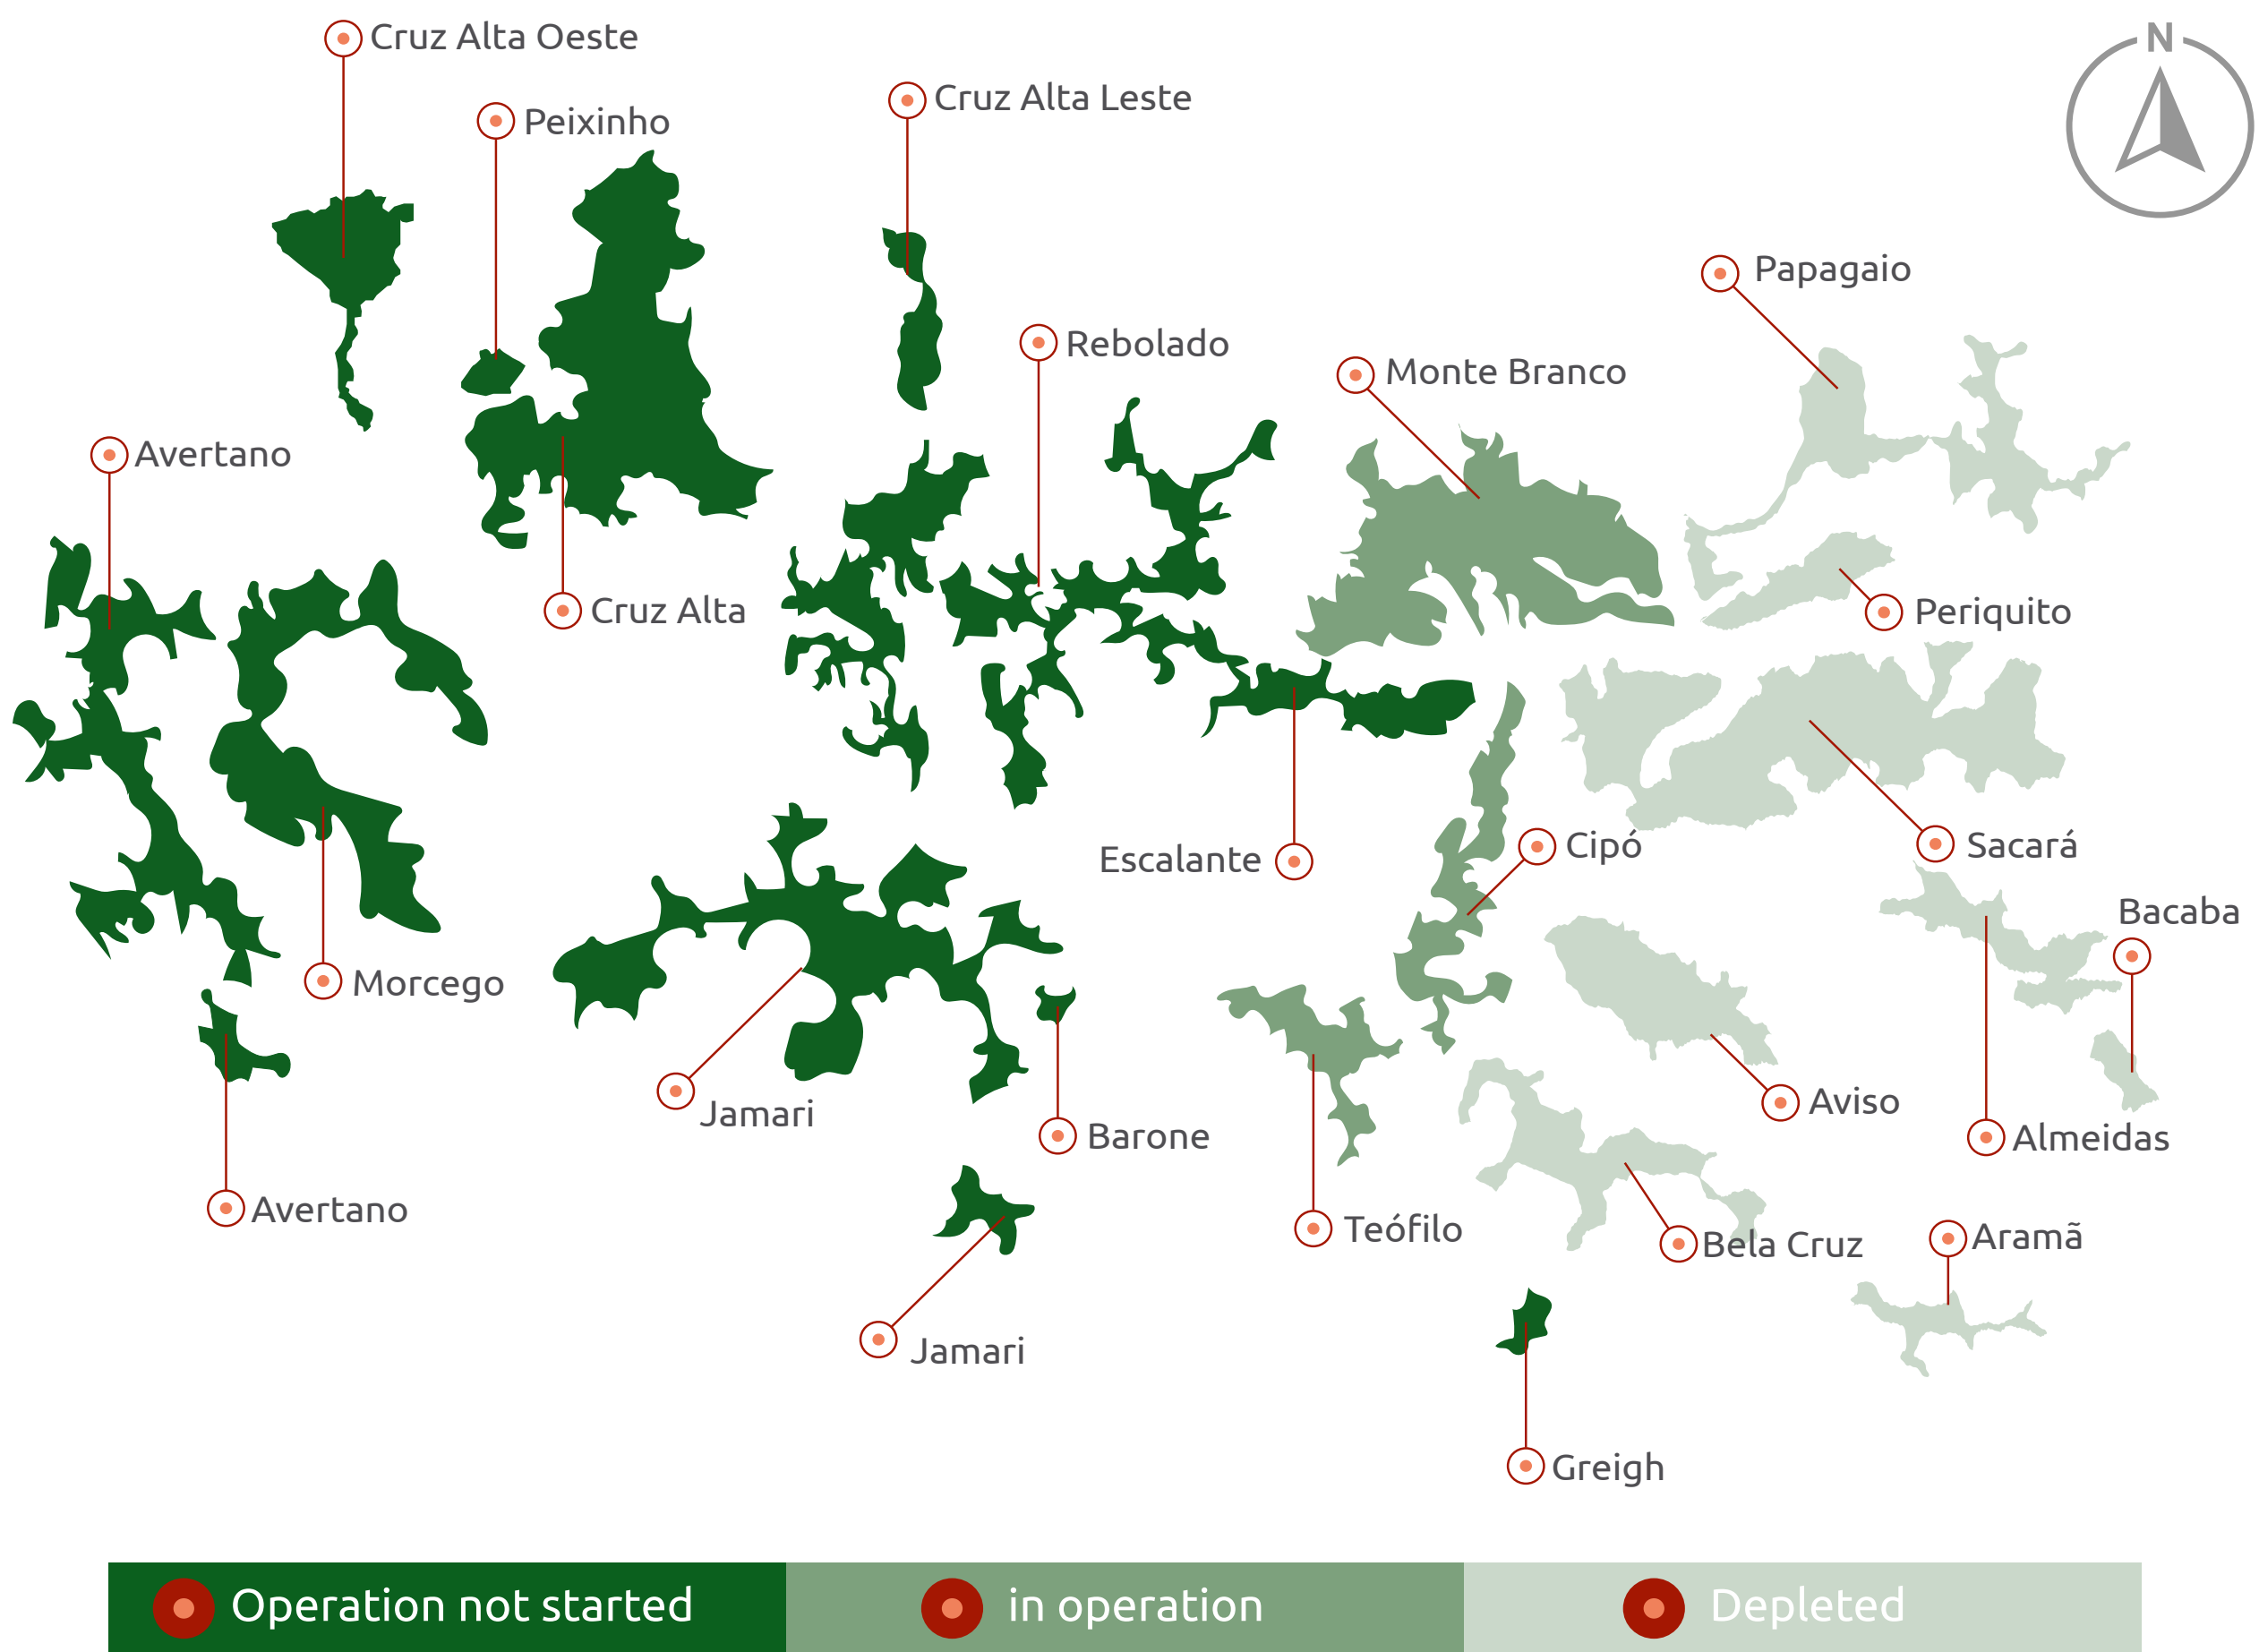 Cruz Alta Oeste
N
Cruz Alta Leste
Peixinho
Papagaio
Rebolado
Monte Branco
Avertano
Cruz Alta
Periquito
Escalante
Cipó
Sacará
Bacaba
Morcego
Aviso
Jamari
Barone
Almeidas
Avertano
Teófilo
Bela Cruz
Aramã
Jamari
Greigh
Operation not started
in operation
Depleted